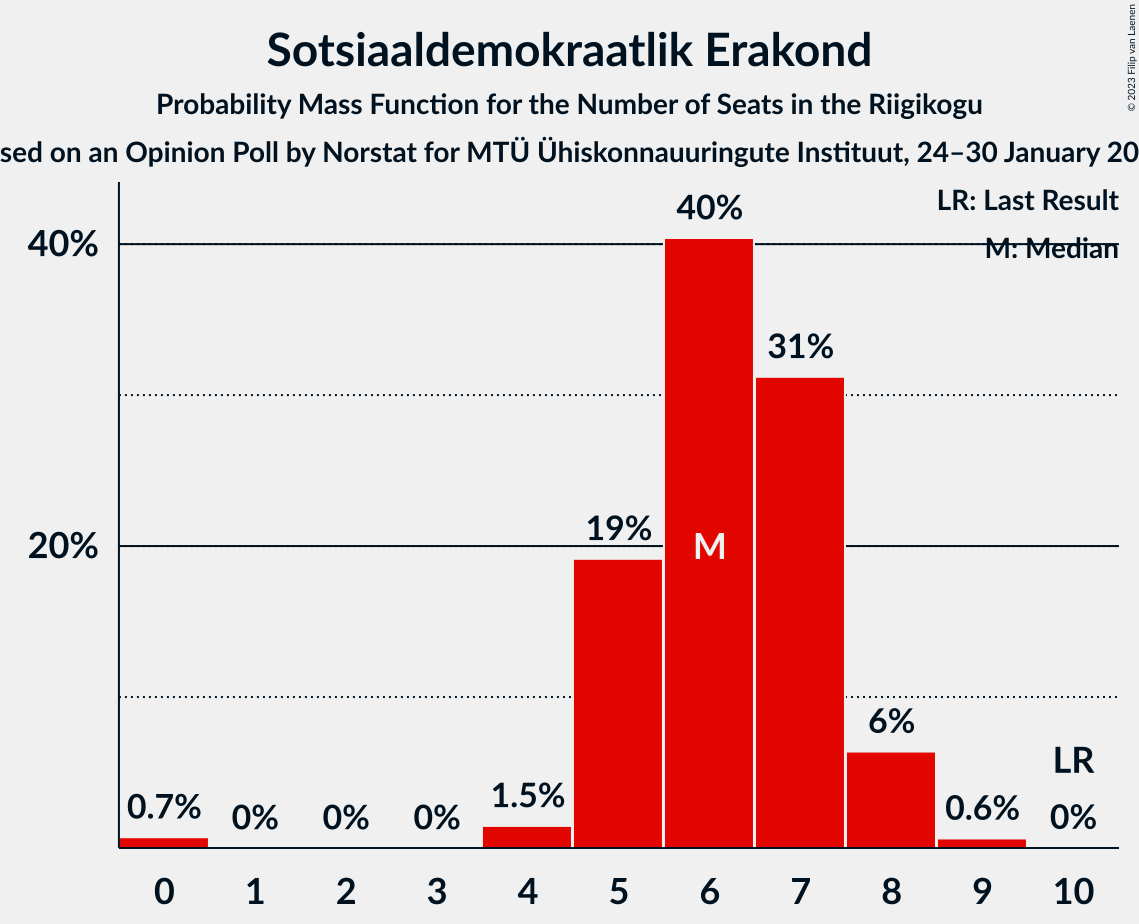 Sotsiaaldemokraatlik Erakond
Probability Mass Function for the Number of Seats in the Riigikogu
sed on an Opinion Poll by Norstat for MTÜ Ühiskonnauuringute Instituut, 24–30 January 20
© 2023 Filip van Laenen
LR: Last Result
M: Median
40%
20%
0.7%
0%
0%
0%
1.5%
19%
40%
M
31%
6%
0.6%
LR
0%
0 1 2 3 4 5 6 7 8 9 10